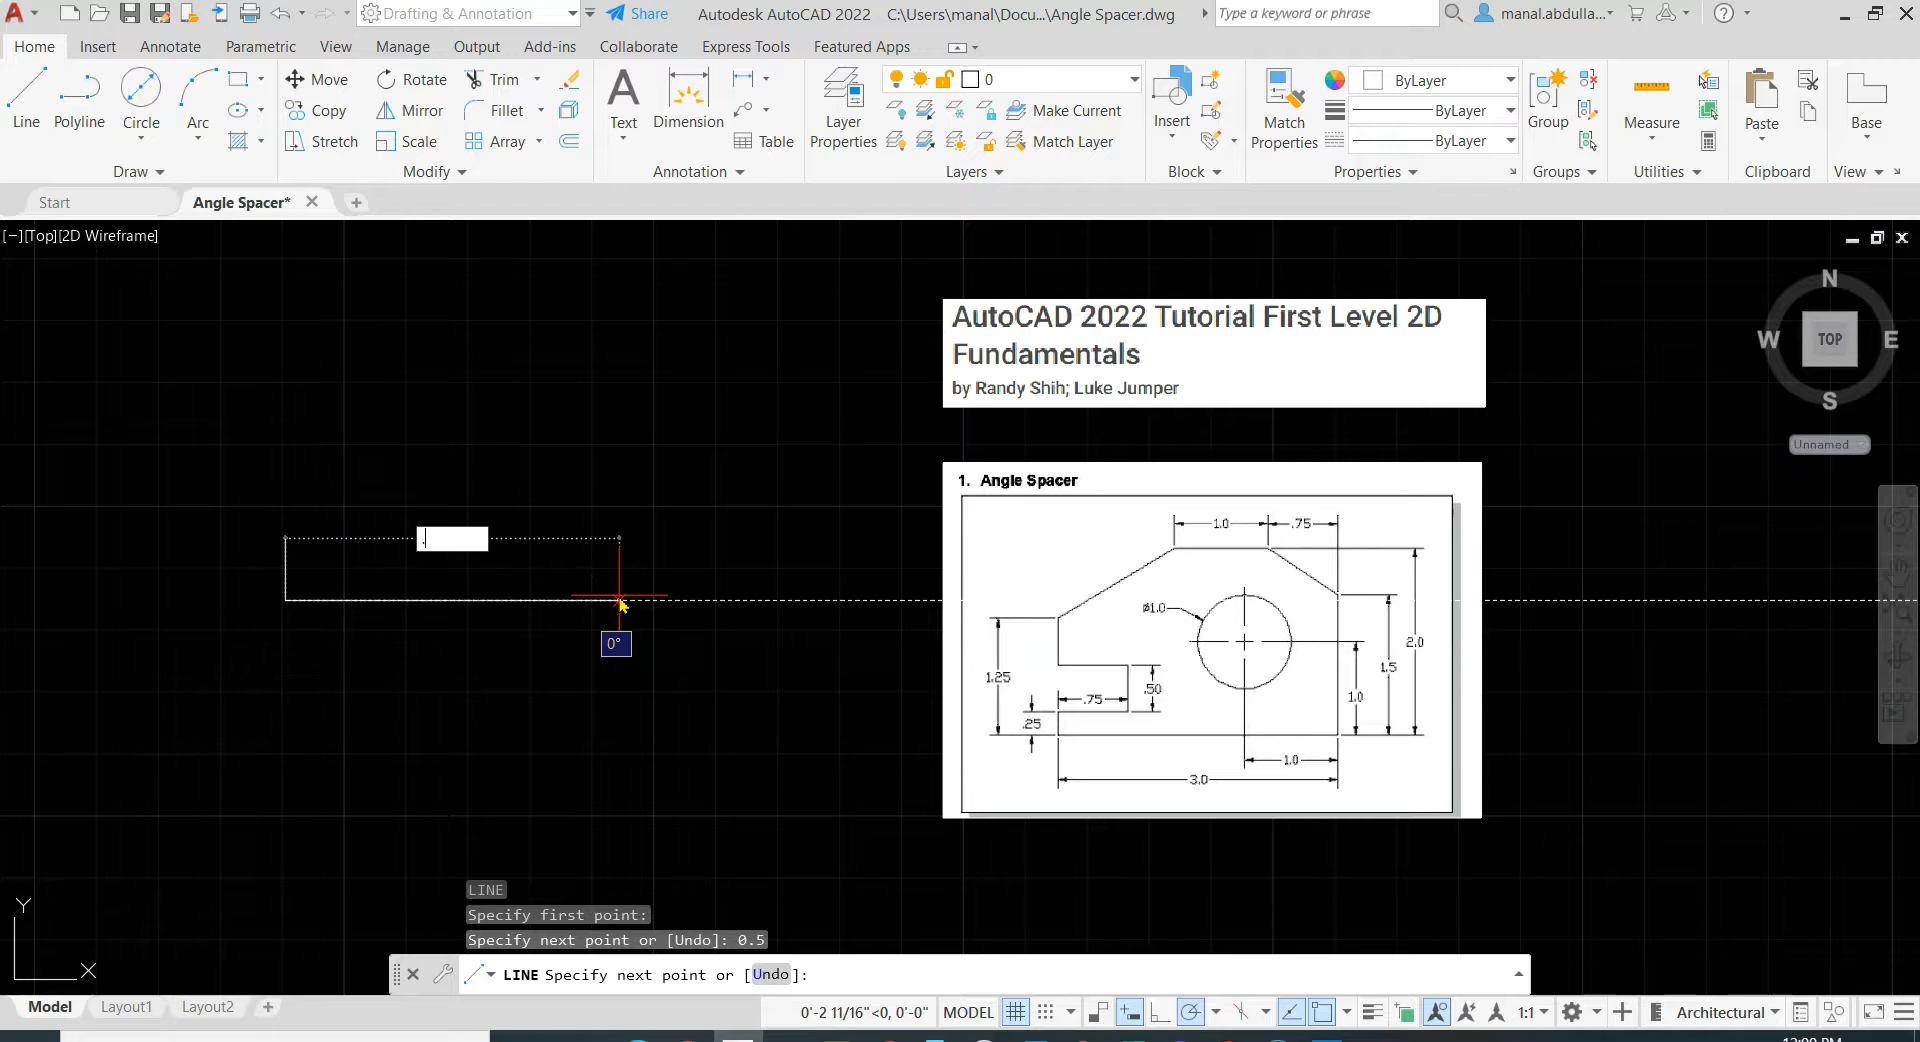 Drafting & Annotation
Share
Autodesk AutoCAD 2022 C:\Users\manal\Docu...\Angle Spacer.dwg
Type a keyword or phrase
manal.abdulla...
Home Insert Annotate Parametric View Manage Output Add-ins Collaborate Express Tools Featured Apps
Move Rotate Trim
0
ByLayer
Copy Mirror Fillet
Make Current
ByLayer
Line Polyline Circle Arc
Text Dimension
Layer Properties
Insert
Match Properties
Group Measure Paste Base
Stretch Scale Array
Table
Match Layer
ByLayer
Draw Modify Annotation Layers Block Properties Groups Utilities Clipboard View
Start Angle Spacer*
[−][Top][2D Wireframe]
N
W TOP E
S
Unnamed
AutoCAD 2022 Tutorial First Level 2D
Fundamentals
by Randy Shih; Luke Jumper
1. Angle Spacer
1.0 .75
Ø1.0
2.0
1.25
1.5
.75 .50
1.0
.25
1.0
3.0
.
0°
LINE
Specify first point:
Specify next point or [Undo]: 0.5
LINE Specify next point or [Undo]:
Y
X
Model Layout1 Layout2
0'-2 11/16"<0, 0'-0" MODEL 1:1 Architectural